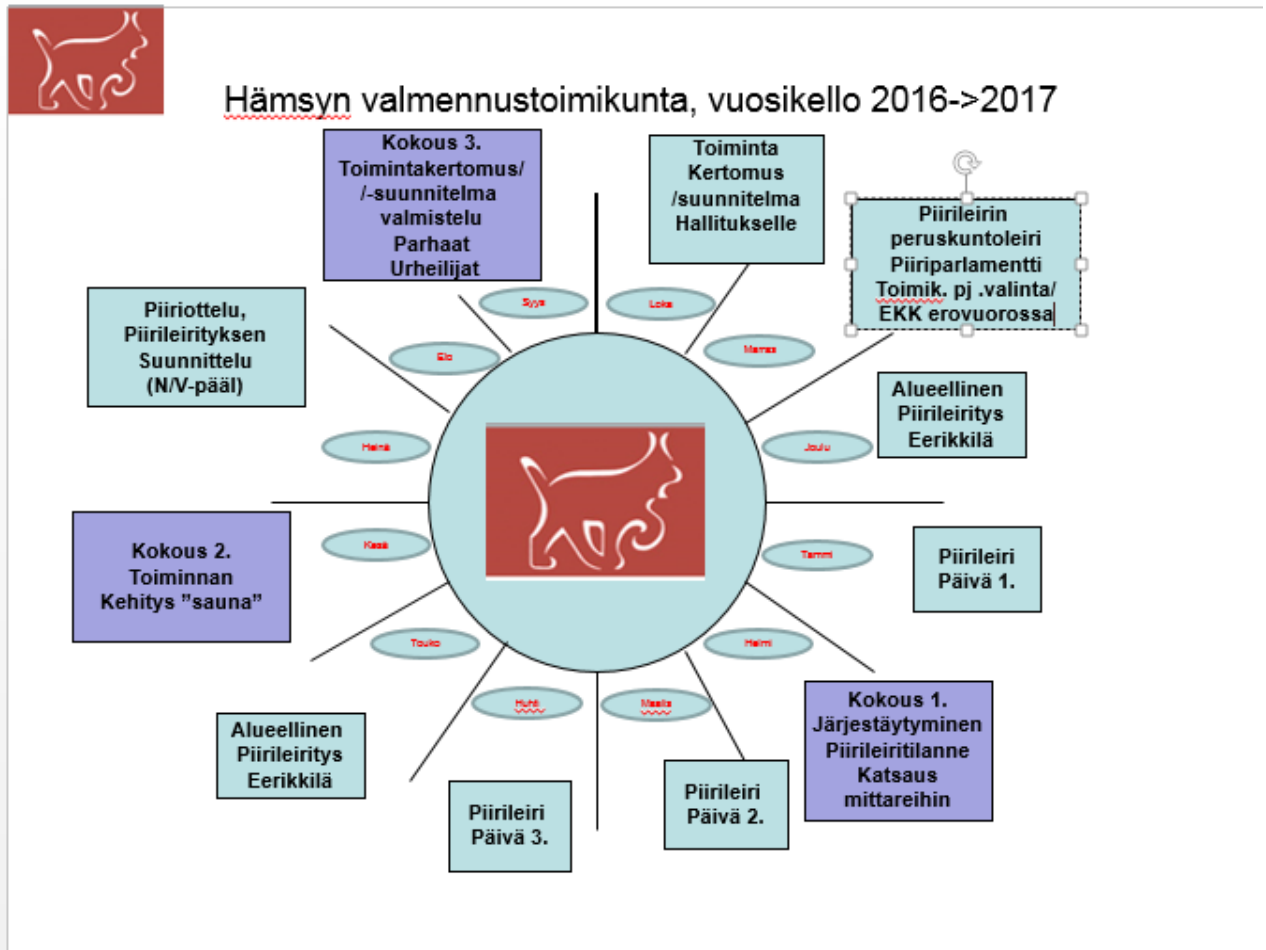 Hämsyn valmennustoimikunta, vuosikello 2016->2017
Kokous 3.
Toimintakertomus/
/-suunnitelma
valmistelu
Parhaat
Urheilijat
Toiminta
Kertomus
/suunnitelma
Hallitukselle
Piirileirin
peruskuntoleiri
Piiriparlamentti
Toimik. pj .valinta/
EKK erovuorossa
Piiriottelu,
Piirileirityksen
Suunnittelu
(N/V-pääl)
Syys
Loka
Elo
Marras
Alueellinen
Piirileiritys
Eerikkilä
Heinä
Joulu
Kokous 2.
Toiminnan
Kehitys ”sauna”
Kesä
Tammi
Piirileiri
Päivä 1.
Touko
Helmi
Huhti
Maalis
Alueellinen
Piirileiritys
Eerikkilä
Piirileiri
Päivä 3.
Piirileiri
Päivä 2.
Kokous 1.
Järjestäytyminen
Piirileiritilanne
Katsaus
mittareihin